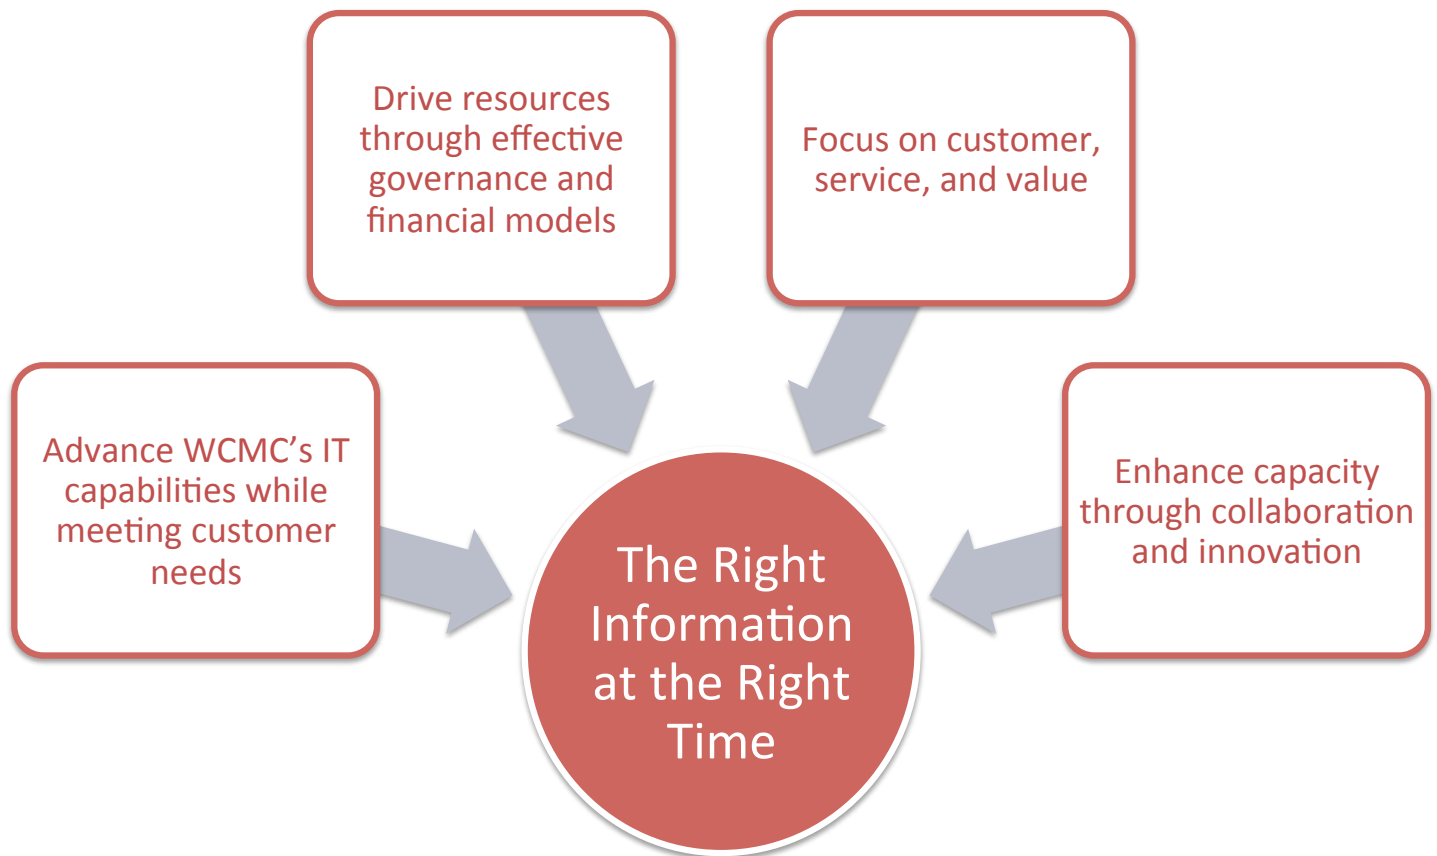 Drive resources
through effective
governance and
financial models
Focus on customer,
service, and value
Advance WCMC’s IT
capabilities while
meeting customer
needs
Enhance capacity
through collaboration
and innovation
The Right
Information
at the Right
Time